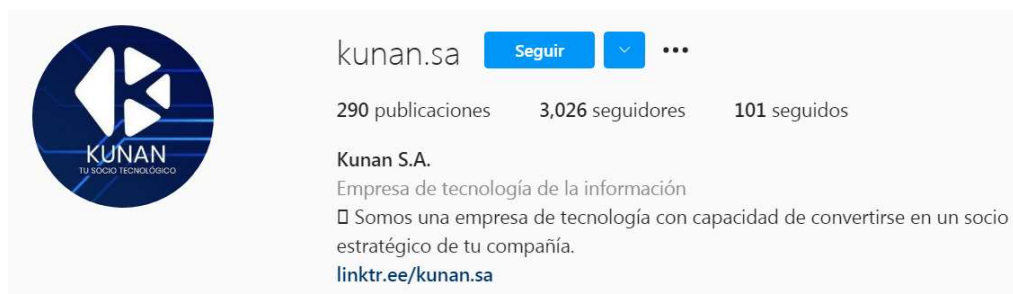 KUNAN
TU SOCIO TECNOLÓGICO
kunan.sa Seguir
290 publicaciones 3,026 seguidores 101 seguidos
Kunan S.A.
Empresa de tecnología de la información
▯ Somos una empresa de tecnología con capacidad de convertirse en un socio
estratégico de tu compañía.
linktr.ee/kunan.sa